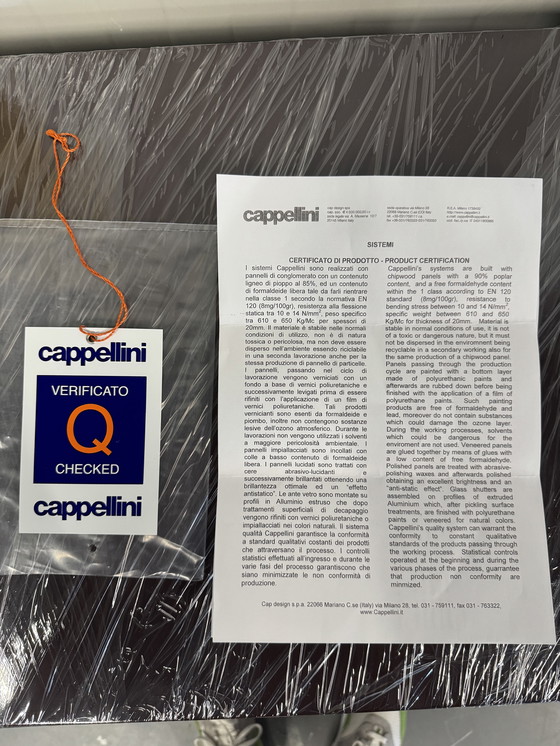 cappellini
VERIFICATO
Q
CHECKED
cappellini
cappellini
SISTEMI
CERTIFICATO DI PRODOTTO - PRODUCT CERTIFICATION
I sistemi Cappellini sono realizzati con
pannelli di conglomerato con un contenuto
ligneo di pioppo al 85%, ed un contenuto
di formaldeide libera tale da farli rientrare
nella classe 1 secondo la normativa EN
120 (8mg/100gr), resistenza alla flessione
statica tra 10 e 14 N/mm², peso specifico
fra 610 e 650 Kg/Mc per spessori di
20mm. Il materiale è stabile nelle normali
condizioni di utilizzo, non è di natura
tossica o pericolosa, ma non deve essere
disperso nell'ambiente essendo riciclabile
in una seconda lavorazione anche per la
stessa produzione di pannello di particelle.
I pannelli, passando nel ciclo di
lavorazione vengono verniciati con un
fondo a base di vernici poliuretaniche e
successivamente levigati prima di essere
rifiniti con l'applicazione di un film di
vernici poliuretaniche. Tali prodotti
vernicianti sono esenti da formaldeide e
piombo, inoltre non contengono sostanze
lesive dell'ozono atmosferico. Durante le
lavorazioni non vengono utilizzati i solventi
a maggiore pericolosità ambientale. I
pannelli impiallacciati sono incollati con
colle a basso contenuto di formaldeide
libera. I pannelli lucidati sono trattati con
cere abrasivo-lucidanti e
successivamente brillantati ottenendo una
brillantezza ottimale ed un "effetto
antistatico". Le ante vetro sono montate su
profili in Alluminio estruso che dopo
trattamenti superficiali di decapaggio
vengono rifiniti con vernici poliuretaniche o
impiallacciati nei colori naturali. Il sistema
qualità Cappellini garantisce la conformità
a standard qualitativi costanti dei prodotti
che attraversano il processo. I controlli
statistici effettuati all'ingresso e durante le
varie fasi del processo garantiscono che
siano minimizzate le non conformità di
produzione.
Cappellini's systems are built with
chipwood panels with a 90% poplar
content, and a free formaldehyde content
within the 1 class according to EN 120
standard (8mg/100gr), resistance to
bending stress between 10 and 14 N/mm²,
specific weight between 610 and 650
Kg/Mc for thickness of 20mm. Material is
stable in normal conditions of use, it is not
of a toxic or dangerous nature, but it must
not be dispersed in the environment being
recyclable in a secondary working also for
the same production of a chipwood panel.
Panels passing through the production
cycle are painted with a bottom layer
made of polyurethanic paints and
afterwards are rubbed down before being
finished with the application of a film of
polyurethane paints. Such painting
products are free of formaldehyde and
lead, moreover do not contain substances
which could damage the ozone layer.
During the working processes, solvents
which could be dangerous for the
enviroment are not used. Veneered panels
are glued together by means of glues with
a low content of free formaldehyde.
Polished panels are treated with abrasive-
polishing waxes and afterwards polished
obtaining an excellent brightness and an
"anti-static effect". Glass shutters are
assembled on profiles of extruded
Aluminium which, after pickling surface
treatments, are finished with polyurethane
paints or veneered for natural colors.
Cappellini's quality system can warrant the
conformity to constant qualitative
standards of the products passing through
the working process. Statistical controls
operated at the beginning and during the
various phases of the process, guarrantee
that production non conformity are
minmized.
Cap design s.p.a. 22066 Mariano C.se (Italy) via Milano 28, tel. 031 - 759111, fax 031 - 763322,
www.Cappellini.it